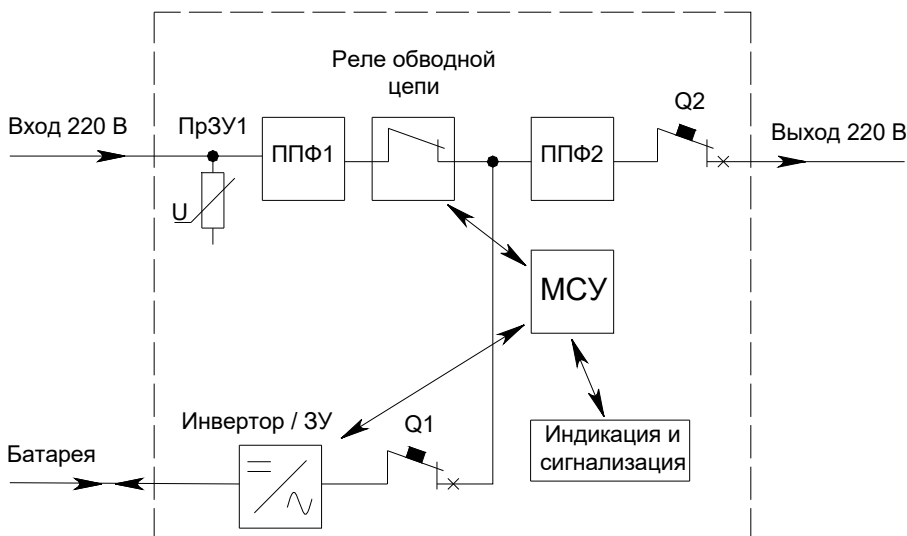 Реле обводной
цепи
Вход 220 В
ПрЗУ1
ППФ1
ППФ2
Q2
Выход 220 В
U
МСУ
Инвертор / ЗУ
Q1
Индикация и
сигнализация
Батарея